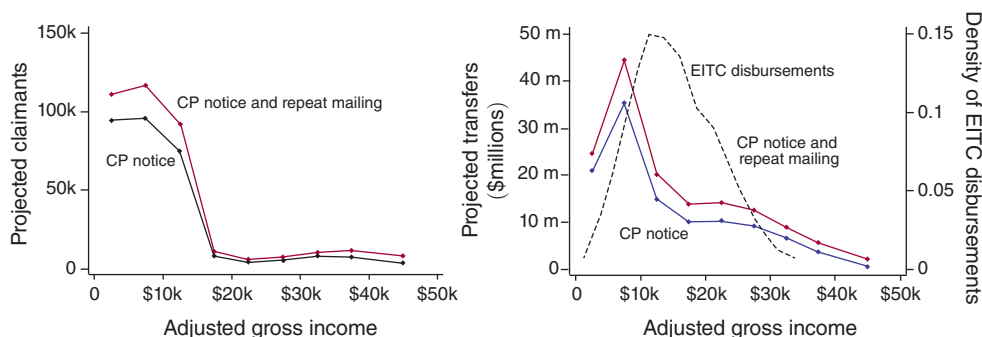 150k
100k
50k
0
Projected claimants
CP notice and repeat mailing
CP notice
0 $10k $20k $30k $40k $50k
Adjusted gross income
50 m
40 m
30 m
20 m
10 m
0
Projected transfers
($millions)
EITC disbursements
CP notice and
repeat mailing
CP notice
0.15
0.1
0.05
0
Density of EITC disbursements
0 $10k $20k $30k $40k $50k
Adjusted gross income